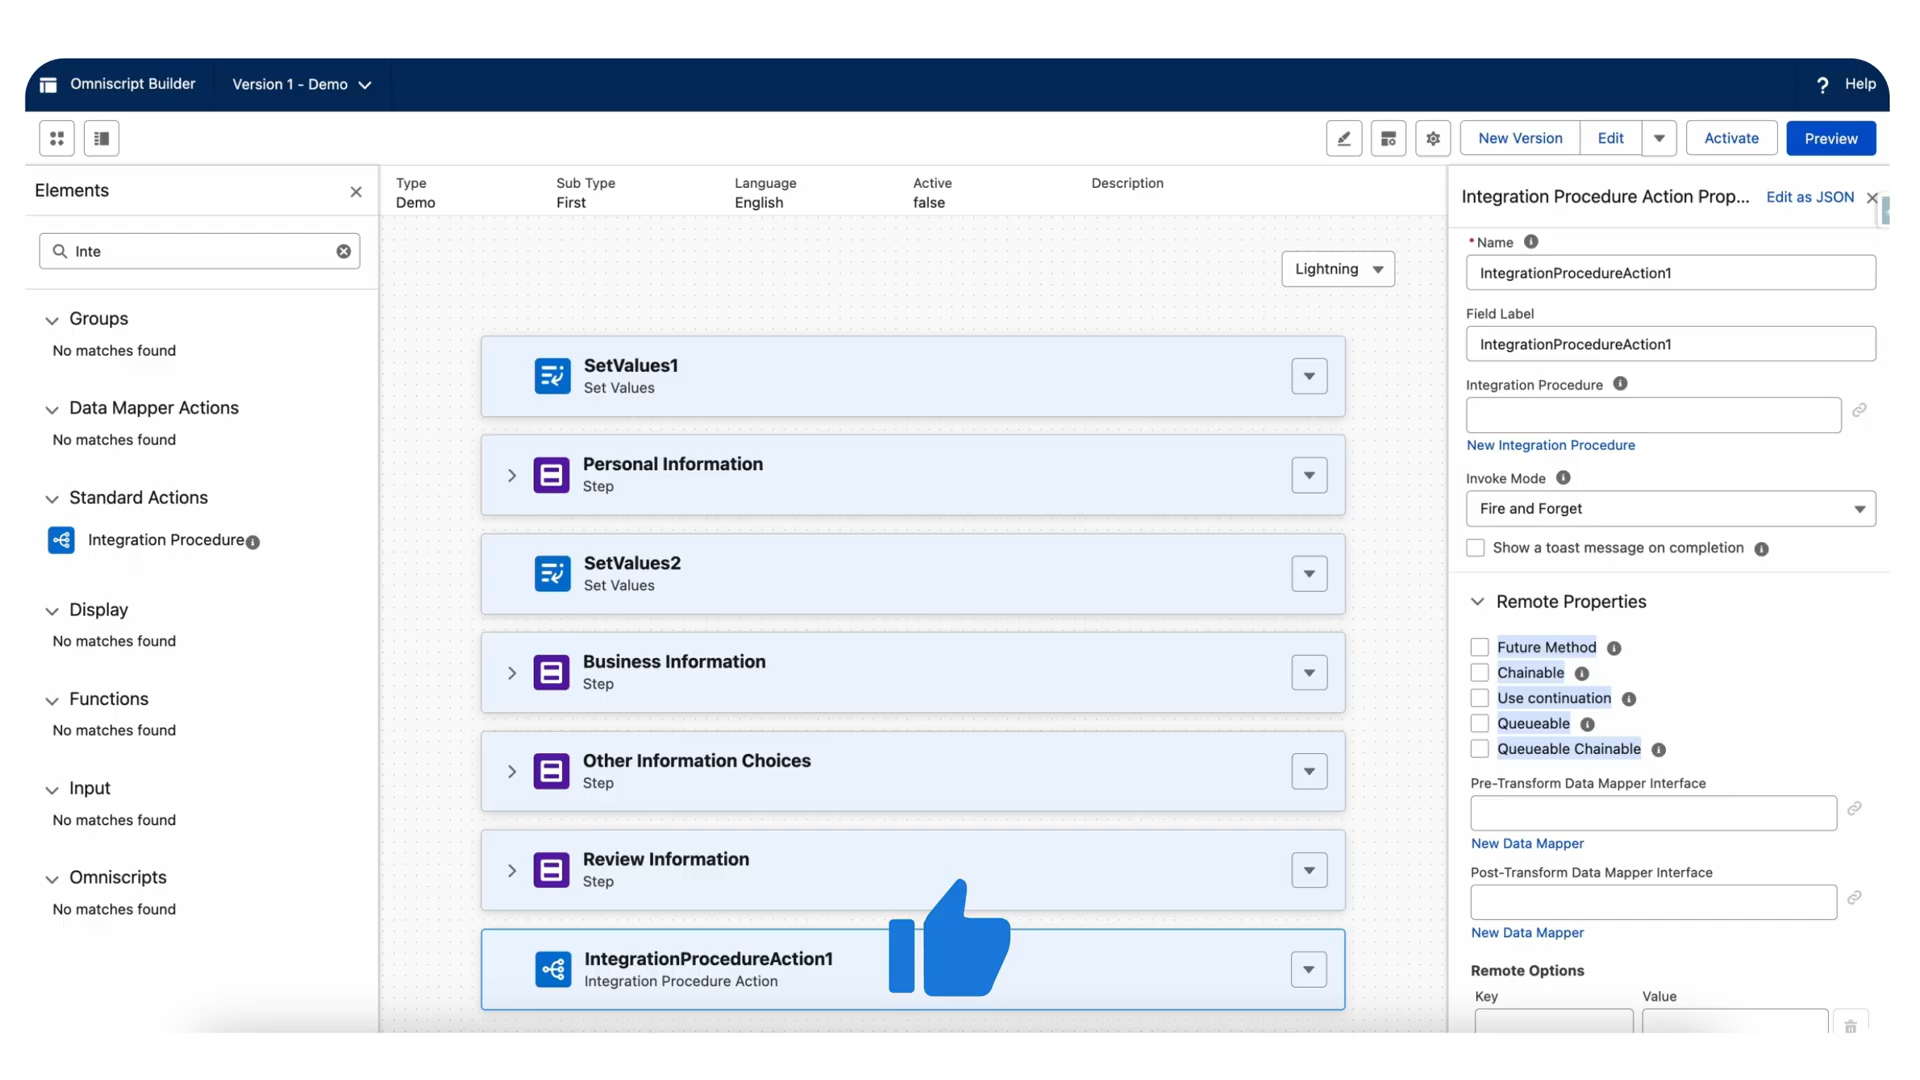 Omniscript Builder
Version 1 - Demo
Help
New Version
Edit
Activate
Preview
Elements
Inte
Groups
No matches found
Data Mapper Actions
No matches found
Standard Actions
Integration Procedure
Display
No matches found
Functions
No matches found
Input
No matches found
Omniscripts
No matches found
Type
Demo
Sub Type
First
Language
English
Active
false
Description
Lightning
SetValues1
Set Values
Personal Information
Step
SetValues2
Set Values
Business Information
Step
Other Information Choices
Step
Review Information
Step
IntegrationProcedureAction1
Integration Procedure Action
Integration Procedure Action Prop...
Edit as JSON
*Name
IntegrationProcedureAction1
Field Label
IntegrationProcedureAction1
Integration Procedure
New Integration Procedure
Invoke Mode
Fire and Forget
Show a toast message on completion
Remote Properties
Future Method
Chainable
Use continuation
Queueable
Queueable Chainable
Pre-Transform Data Mapper Interface
New Data Mapper
Post-Transform Data Mapper Interface
New Data Mapper
Remote Options
Key
Value